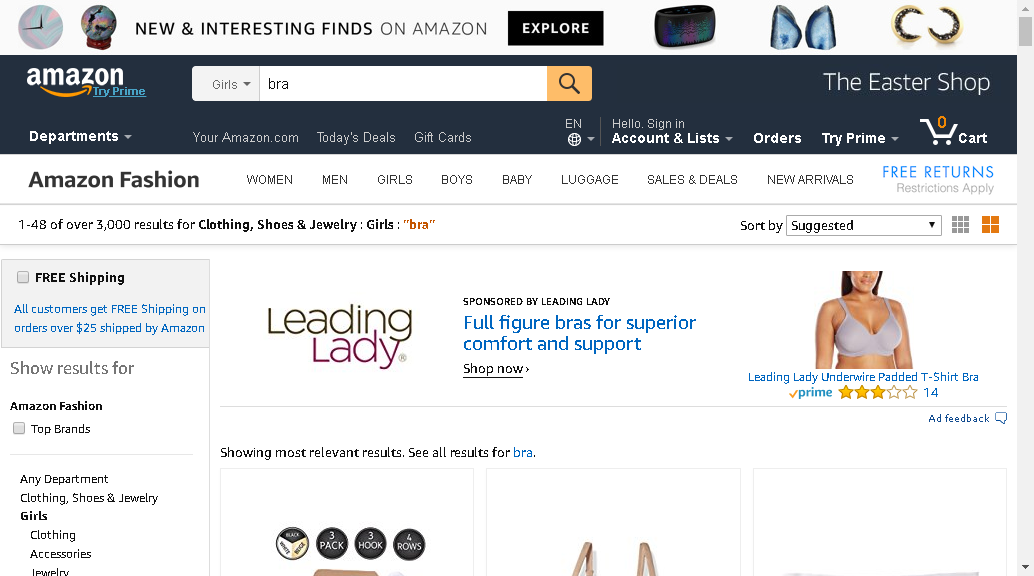 NEW & INTERESTING FINDS ON AMAZON EXPLORE
amazon
Try Prime
Girls
bra
The Easter Shop
Departments
Your Amazon.com Today's Deals Gift Cards
EN
Hello. Sign in
Account & Lists
Orders
Try Prime
0
Cart
Amazon Fashion
WOMEN MEN GIRLS BOYS BABY LUGGAGE SALES & DEALS NEW ARRIVALS
FREE RETURNS
Restrictions Apply
1-48 of over 3,000 results for Clothing, Shoes & Jewelry : Girls : "bra"
Sort by Suggested
FREE Shipping
All customers get FREE Shipping on
orders over $25 shipped by Amazon
Show results for
Amazon Fashion
Top Brands
Any Department
Clothing, Shoes & Jewelry
Girls
Clothing
Accessories
Jewelry
Leading
Lady®
SPONSORED BY LEADING LADY
Full figure bras for superior
comfort and support
Shop now ›
Leading Lady Underwire Padded T-Shirt Bra
prime 14
Ad feedback
Showing most relevant results. See all results for bra.
BLACK WHITE BEIGE
3 PACK
3 HOOK
4 ROWS